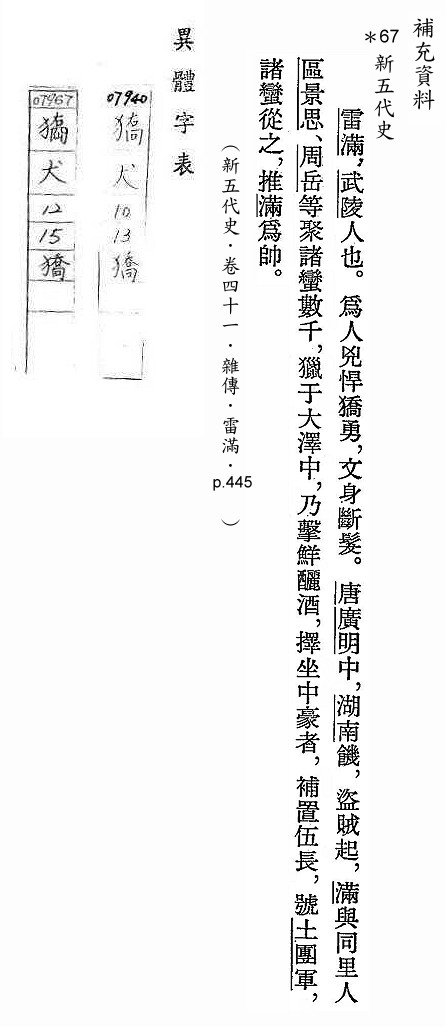 補充資料
＊67 新五代史
雷滿，武陵人也。爲人兇悍獢勇，文身斷髮。唐廣明中，湖南饑，盜賊起，滿與同里人
區景思、周岳等聚諸蠻數千，獵于大澤中，乃擊鮮釃酒，擇坐中豪者，補置伍長，號土團軍，
諸蠻從之，推滿爲帥。
（新五代史．卷四十一．雜傳．雷滿．p.445）
異體字表
07940
犬
10
13
獢
07967
犬
12
15
獢